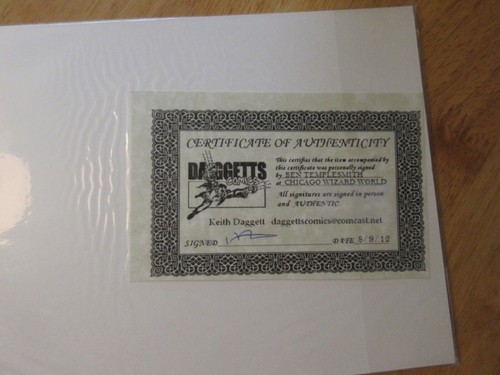 CERTIFICATE OF AUTHENTICITY
DAGGETTS
COMICS
This certifies that the item accompanied by
this certificate was personally signed
by BEN TEMPLESMITH
at CHICAGO WIZARD WORLD
All signitures are signed in person
and AUTHENTIC
Keith Daggett daggettscomics@comcast.net
SIGNED
DATE 8/9/12